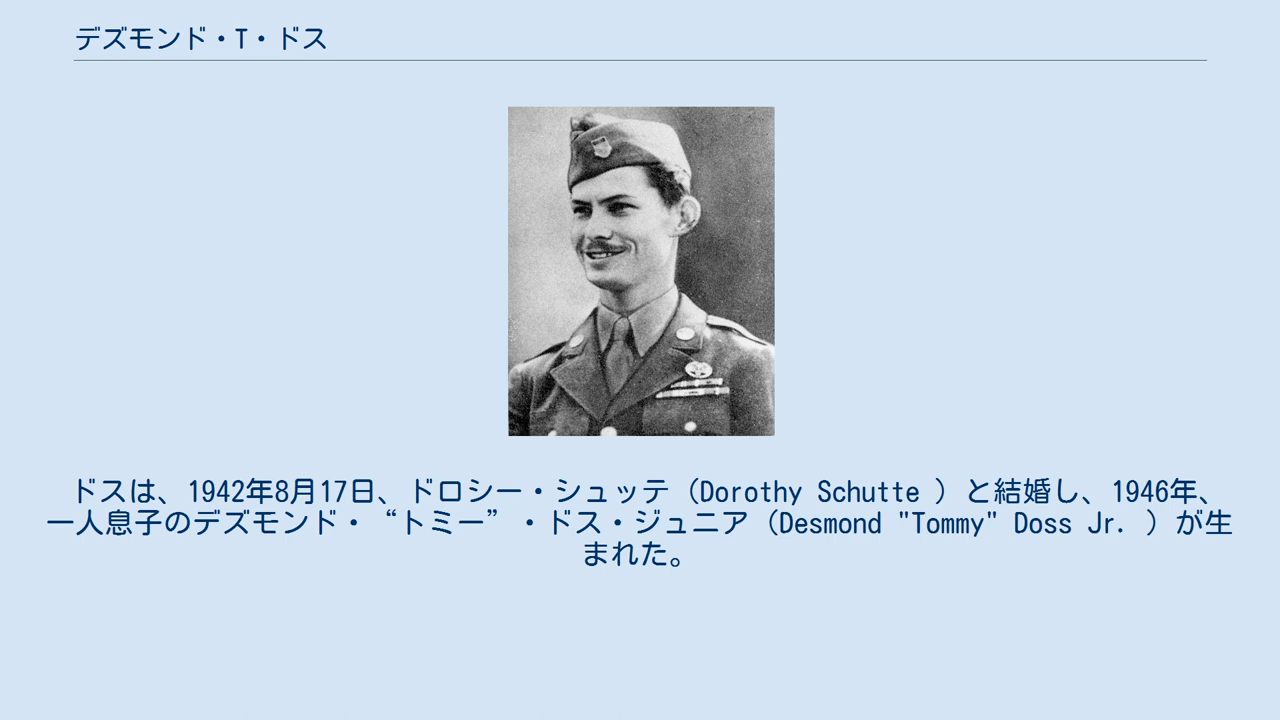 デズモンド・T・ドス
ドスは、1942年8月17日、ドロシー・シュッテ（Dorothy Schutte ）と結婚し、1946年、
一人息子のデズモンド・“トミー”・ドス・ジュニア（Desmond "Tommy" Doss Jr. ）が生
まれた。